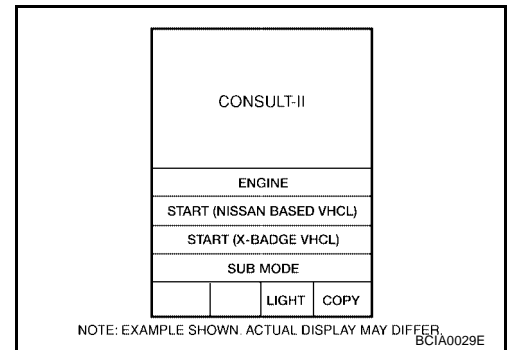 CONSULT-II
ENGINE
START (NISSAN BASED VHCL)
START (X-BADGE VHCL)
SUB MODE
LIGHT COPY
NOTE: EXAMPLE SHOWN. ACTUAL DISPLAY MAY DIFFER.
BCIA0029E